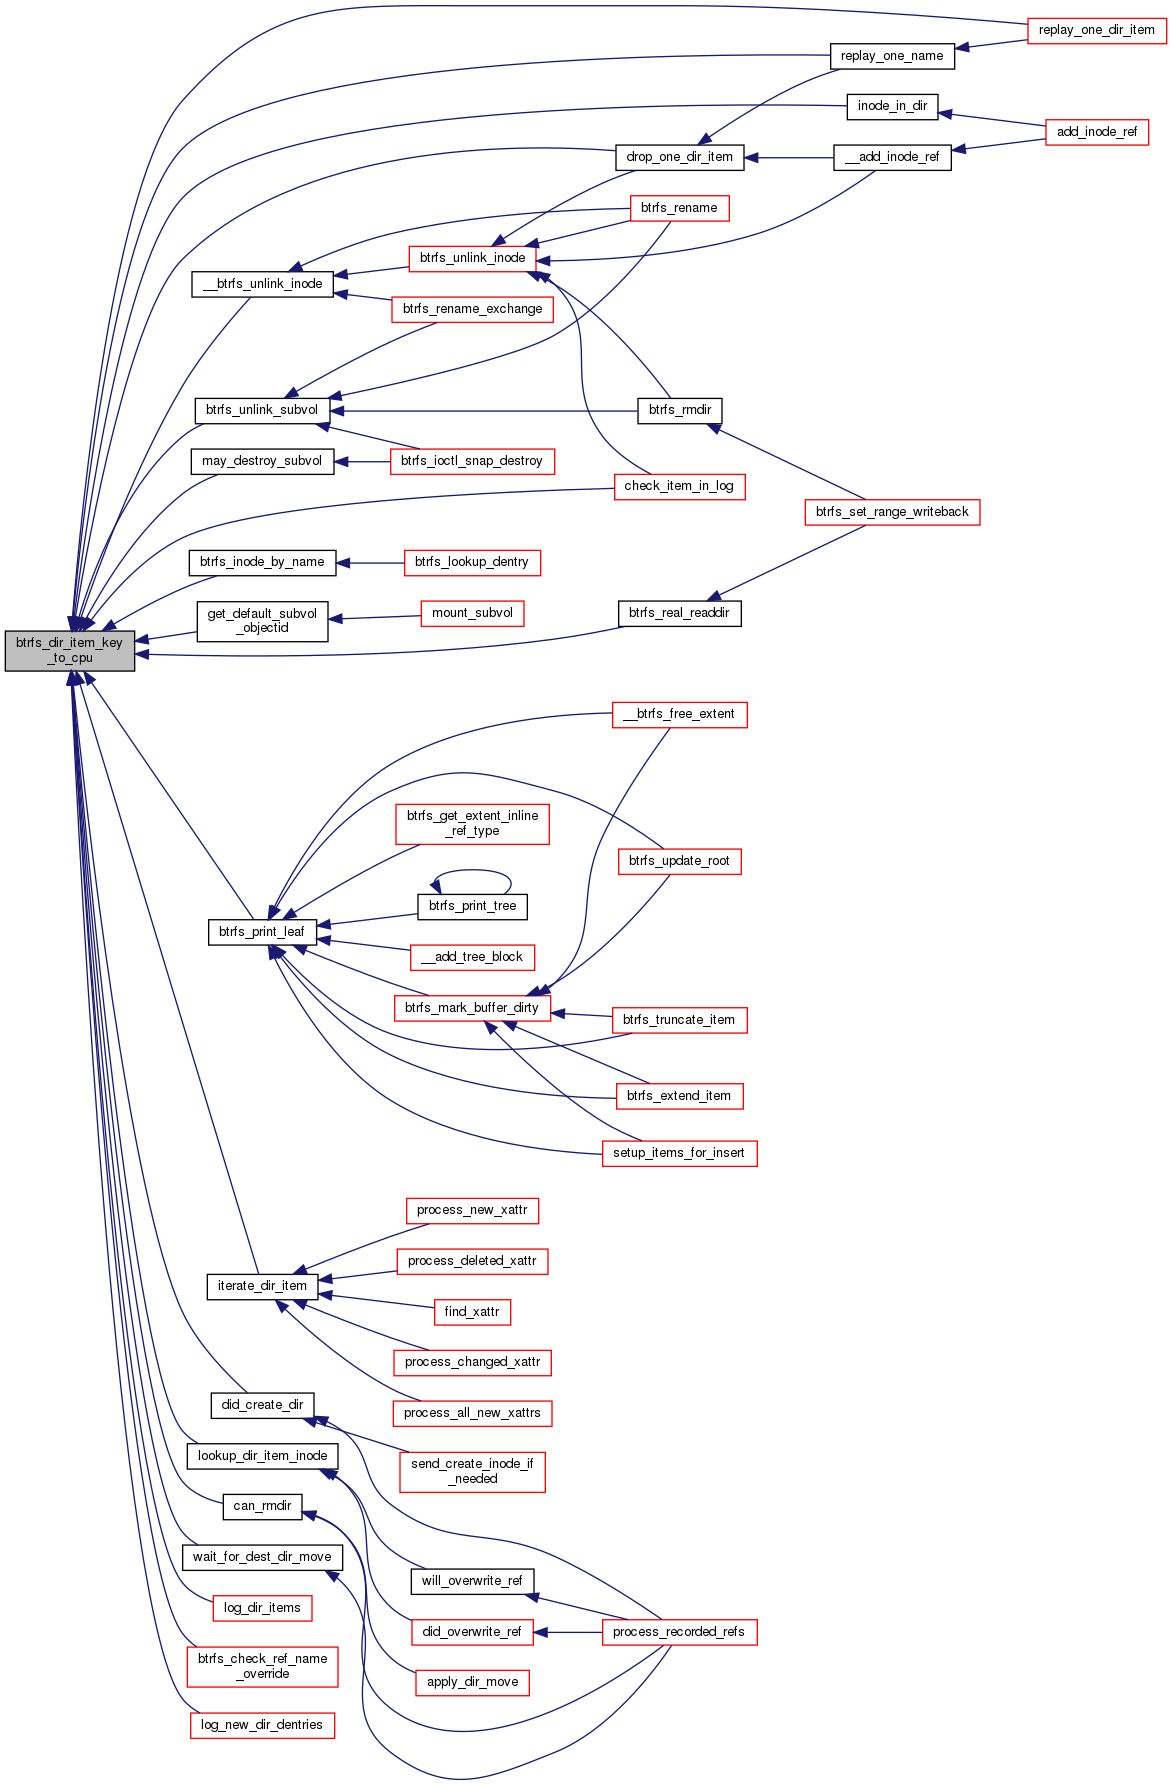 replay_one_dir_item
replay_one_name
inode_in_dir
add_inode_ref
drop_one_dir_item
__add_inode_ref
btrfs_rename
btrfs_unlink_inode
__btrfs_unlink_inode
btrfs_rename_exchange
btrfs_unlink_subvol
btrfs_rmdir
may_destroy_subvol
btrfs_ioctl_snap_destroy
check_item_in_log
btrfs_set_range_writeback
btrfs_inode_by_name
btrfs_lookup_dentry
get_default_subvol
_objectid
mount_subvol
btrfs_real_readdir
btrfs_dir_item_key
_to_cpu
__btrfs_free_extent
btrfs_get_extent_inline
_ref_type
btrfs_update_root
btrfs_print_tree
btrfs_print_leaf
__add_tree_block
btrfs_mark_buffer_dirty
btrfs_truncate_item
btrfs_extend_item
setup_items_for_insert
process_new_xattr
process_deleted_xattr
iterate_dir_item
find_xattr
process_changed_xattr
did_create_dir
process_all_new_xattrs
lookup_dir_item_inode
send_create_inode_if
_needed
can_rmdir
wait_for_dest_dir_move
will_overwrite_ref
log_dir_items
did_overwrite_ref
process_recorded_refs
btrfs_check_ref_name
_override
apply_dir_move
log_new_dir_dentries